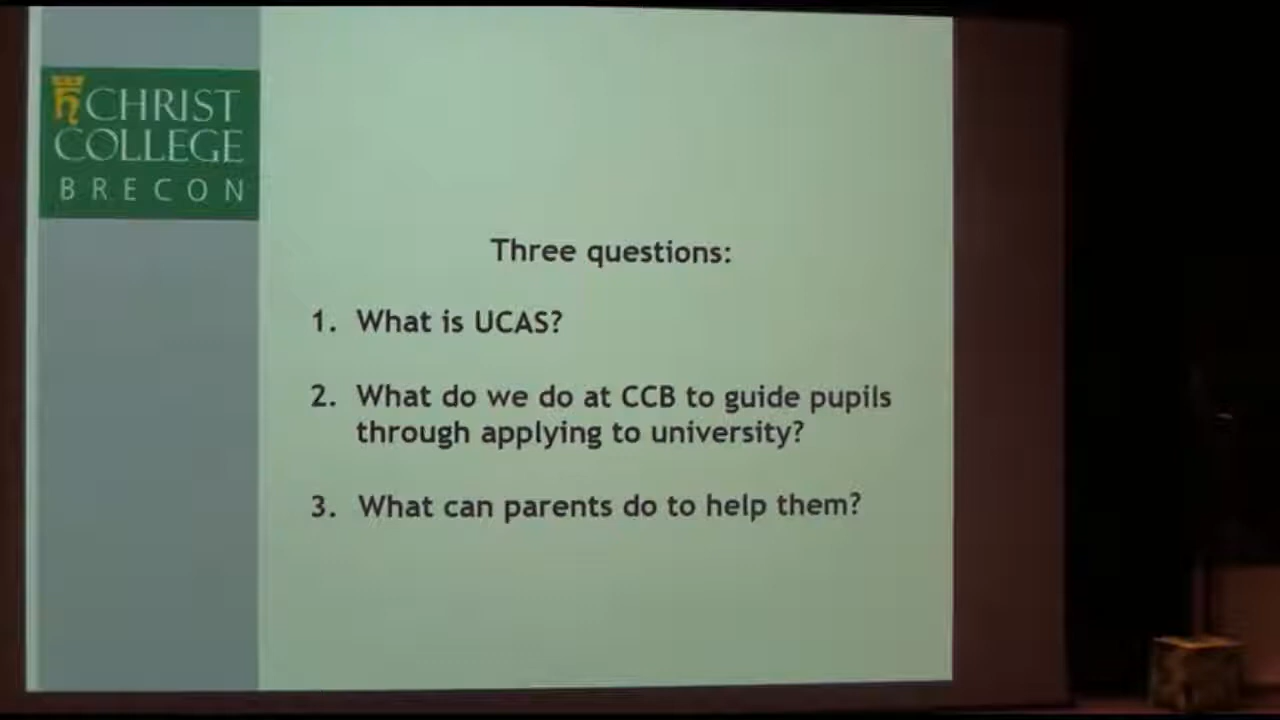 CHRIST
COLLEGE
BRECON
Three questions:
1. What is UCAS?
2. What do we do at CCB to guide pupils
through applying to university?
3. What can parents do to help them?